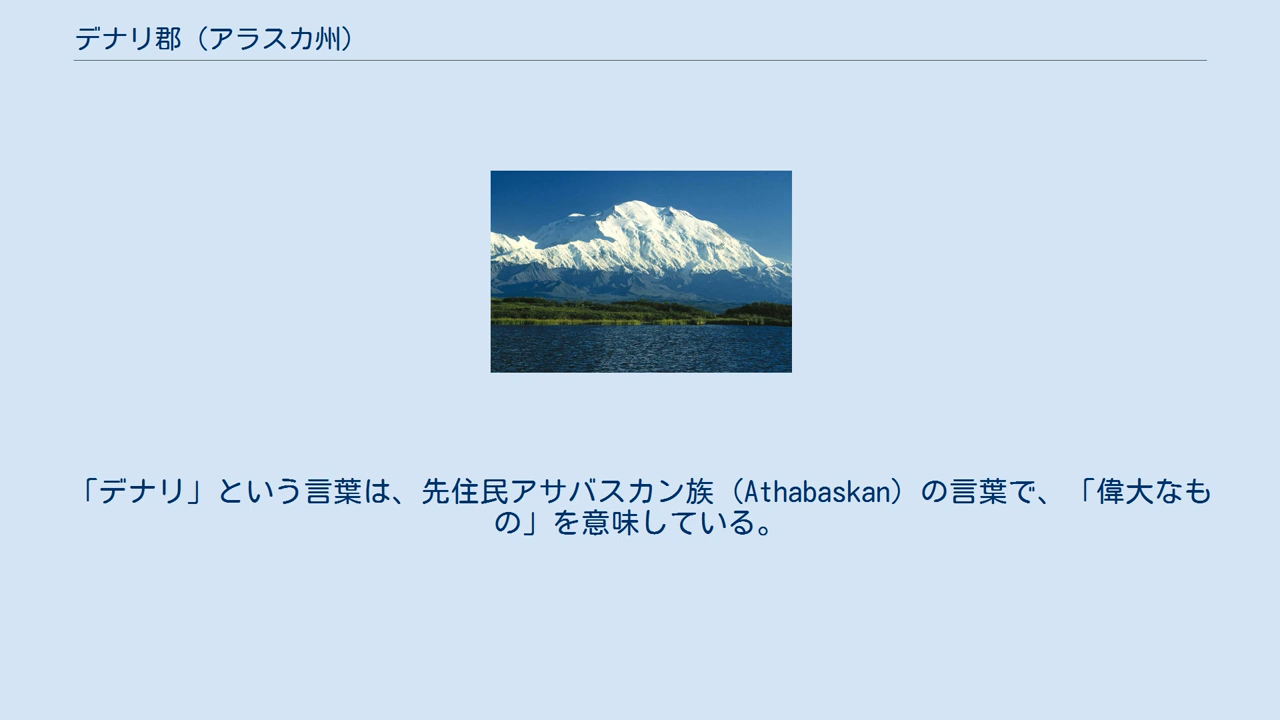 デナリ郡（アラスカ州）
「デナリ」という言葉は、先住民アサバスカン族（Athabaskan）の言葉で、「偉大なも
の」を意味している。